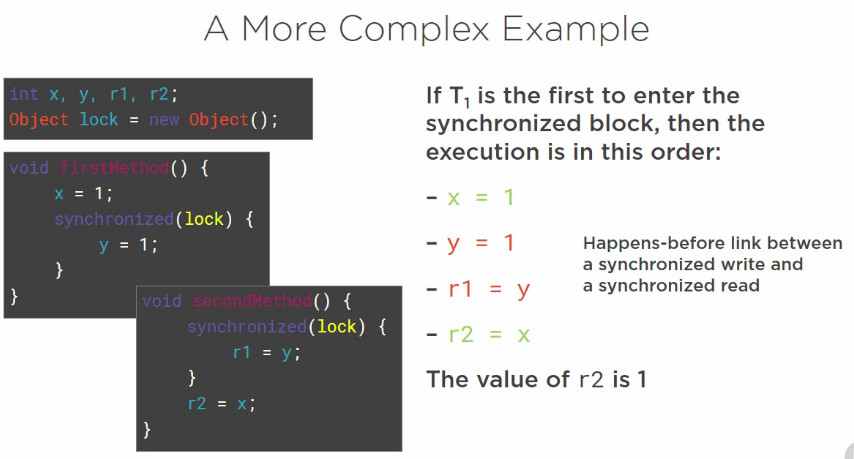 A More Complex Example
int x, y, r1, r2;
Object lock = new Object();
void firstMethod() {
x = 1;
synchronized(lock) {
y = 1;
}
}
void secondMethod() {
synchronized(lock) {
r1 = y;
}
r2 = x;
}
If T₁ is the first to enter the
synchronized block, then the
execution is in this order:
- x = 1
- y = 1
- r1 = y
- r2 = x
Happens-before link between
a synchronized write and
a synchronized read
The value of r2 is 1